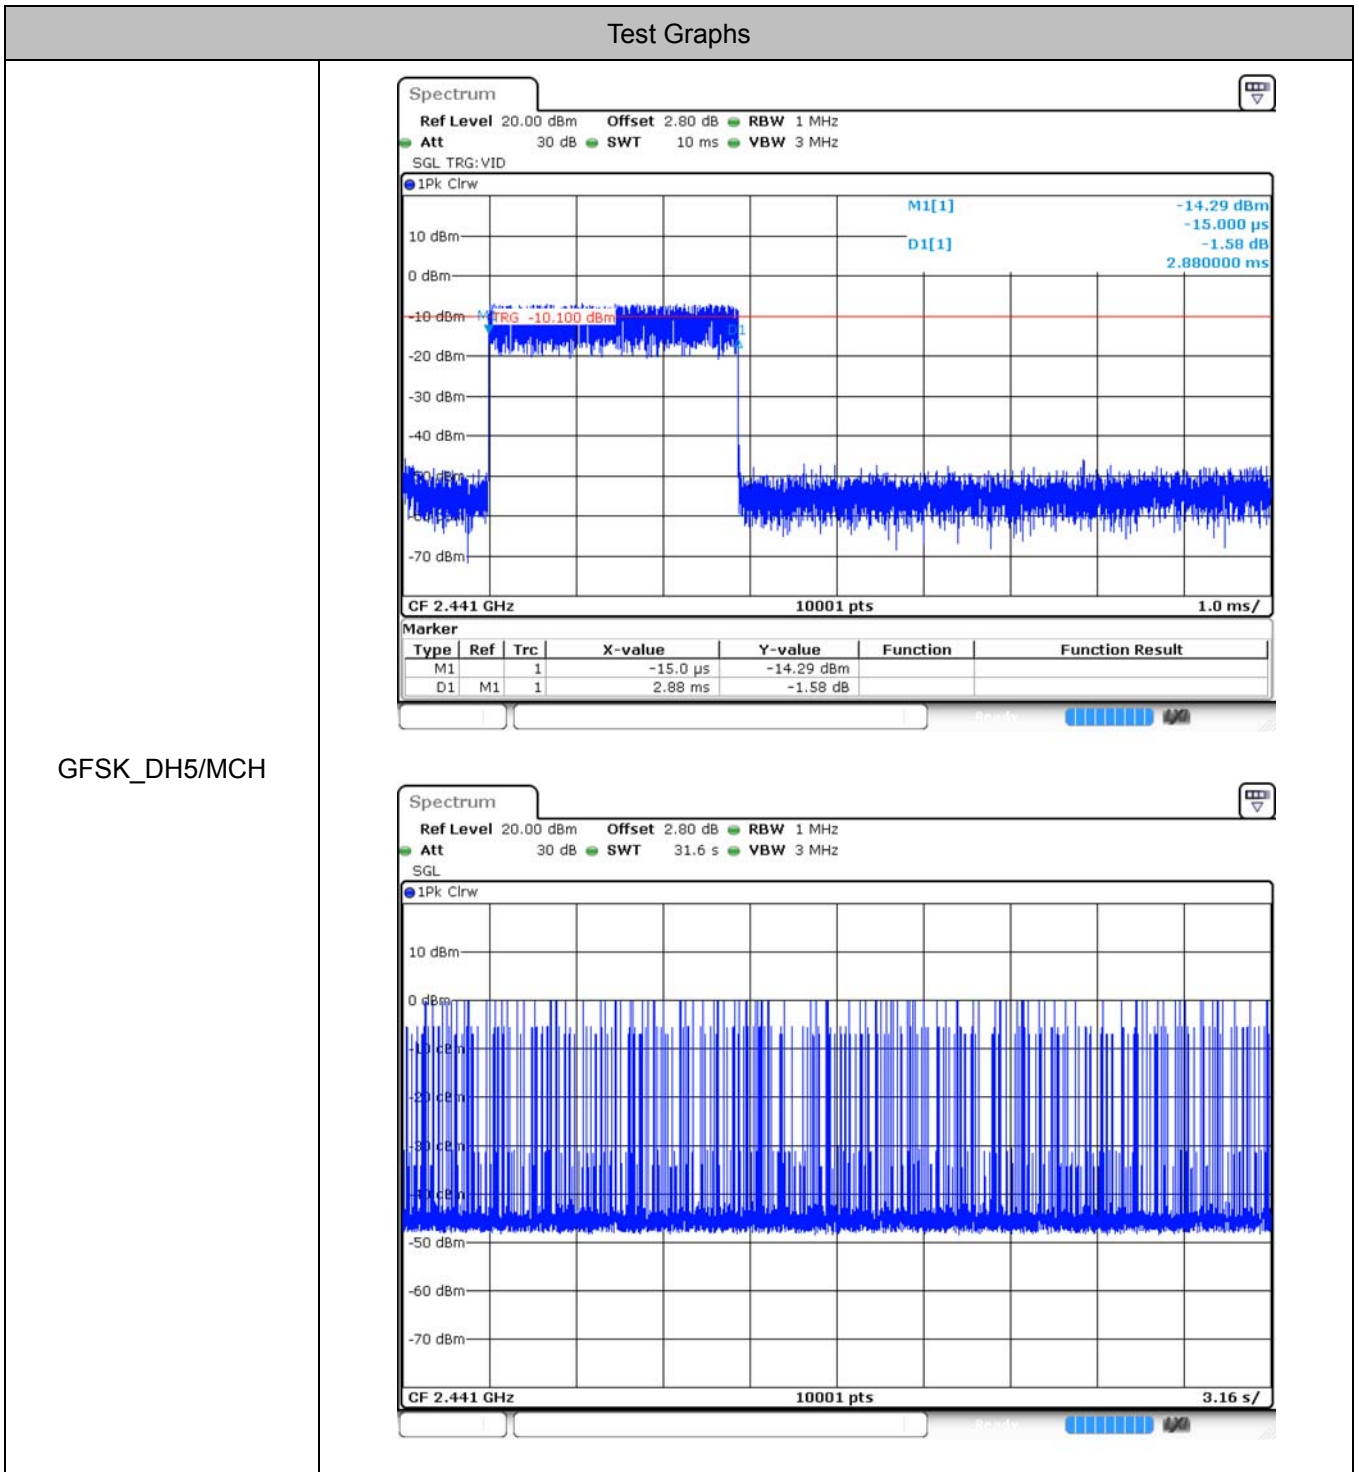 Test Graphs
GFSK_DH5/MCH
Spectrum
Ref Level 20.00 dBm Offset 2.80 dB RBW 1 MHz
Att 30 dB SWT 10 ms VBW 3 MHz
SGL TRG:VID
1Pk Clrw
M1[1] -14.29 dBm
-15.000 µs
D1[1] -1.58 dB
2.880000 ms
10 dBm
0 dBm
-10 dBm
TRG -10.100 dBm
D1
-20 dBm
-30 dBm
-40 dBm
-70 dBm
CF 2.441 GHz 10001 pts 1.0 ms/
Marker
Type Ref Trc X-value Y-value Function Function Result
M1 1 -15.0 µs -14.29 dBm
D1 M1 1 2.88 ms -1.58 dB
Ready
Spectrum
Ref Level 20.00 dBm Offset 2.80 dB RBW 1 MHz
Att 30 dB SWT 31.6 s VBW 3 MHz
SGL
1Pk Clrw
10 dBm
0 dBm
-50 dBm
-60 dBm
-70 dBm
CF 2.441 GHz 10001 pts 3.16 s/
Ready